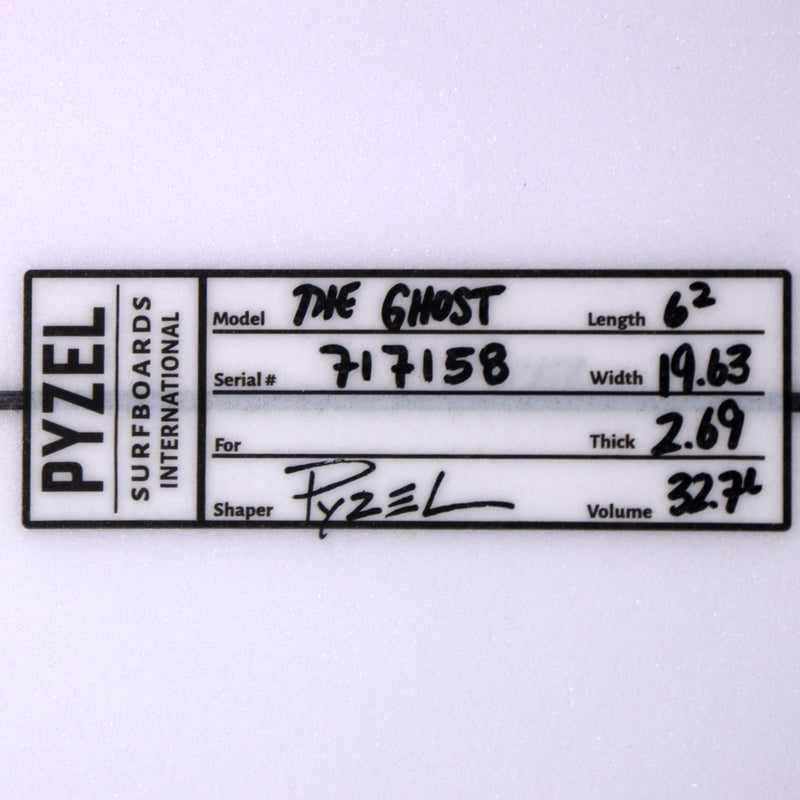 PYZEL
SURFBOARDS
INTERNATIONAL
Model THE GHOST Length 6²
Serial # 717158 Width 19.63
For Thick 2.69
Shaper PYZEL Volume 32.7L